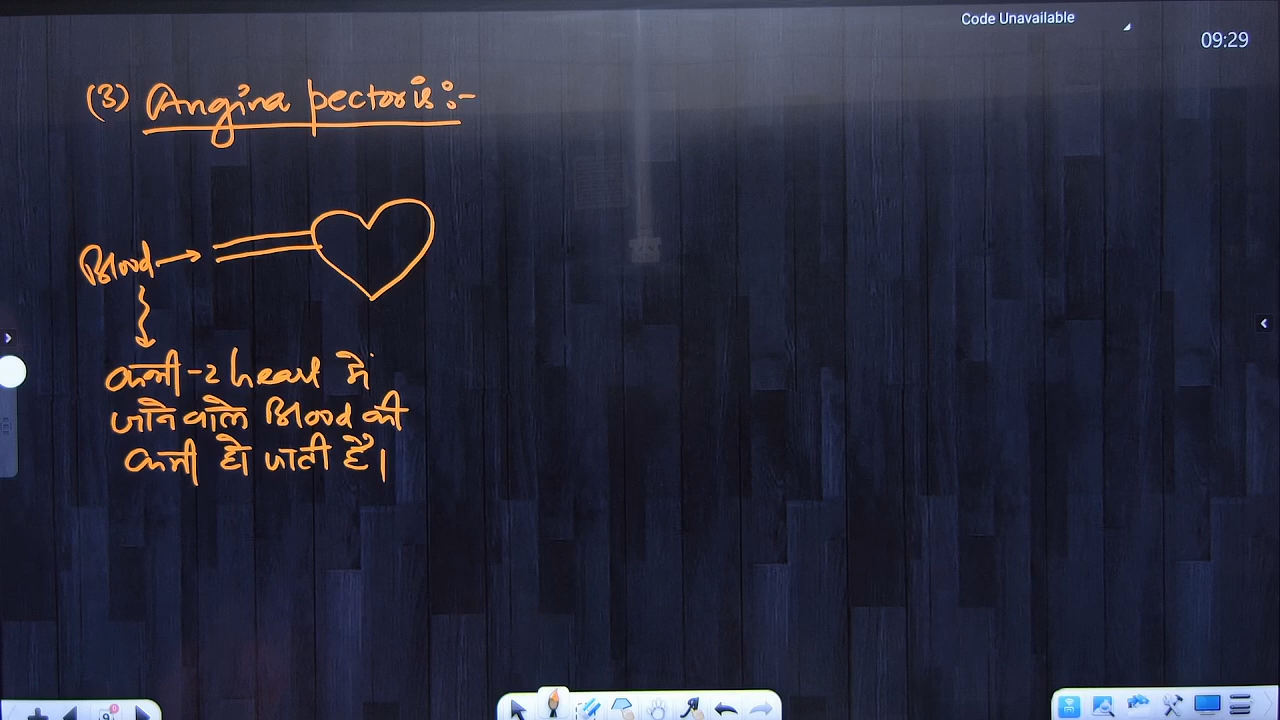 Code Unavailable
09:29
(3) Angina pectoris :-
Blood →
कभी-2 heart में
जाने वाले Blood की
कमी हो जाती है।